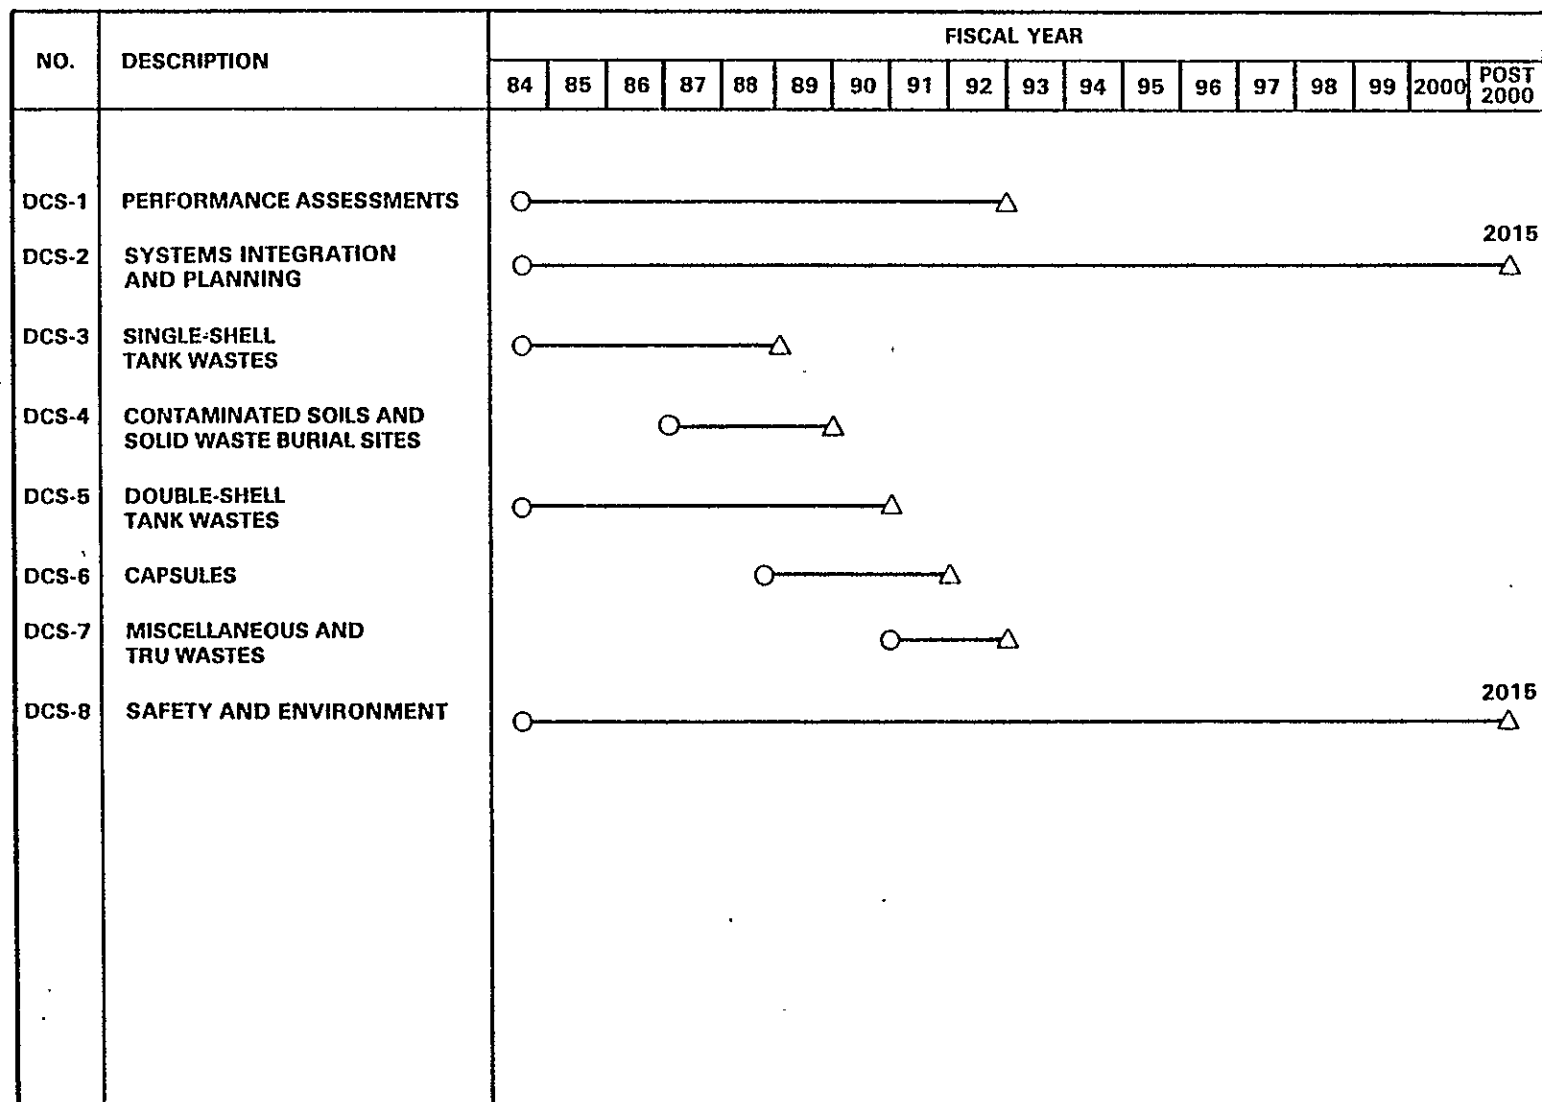 NO. DESCRIPTION FISCAL YEAR
84 85 86 87 88 89 90 91 92 93 94 95 96 97 98 99 2000 POST 2000
DCS-1 PERFORMANCE ASSESSMENTS
2015
DCS-2 SYSTEMS INTEGRATION
AND PLANNING
DCS-3 SINGLE-SHELL
TANK WASTES
DCS-4 CONTAMINATED SOILS AND
SOLID WASTE BURIAL SITES
DCS-5 DOUBLE-SHELL
TANK WASTES
DCS-6 CAPSULES
DCS-7 MISCELLANEOUS AND
TRU WASTES
2015
DCS-8 SAFETY AND ENVIRONMENT